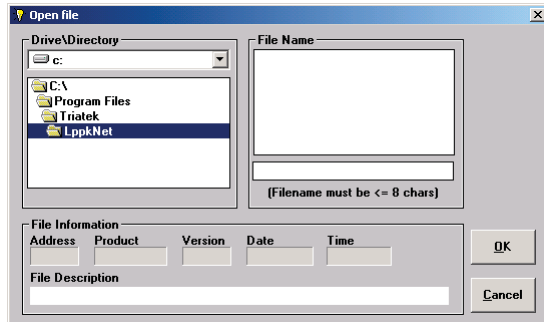 Open file
Drive\Directory
c:
C:\
Program Files
Triatek
LppkNet
File Name
(Filename must be <= 8 chars)
File Information
Address Product Version Date Time
File Description
OK
Cancel